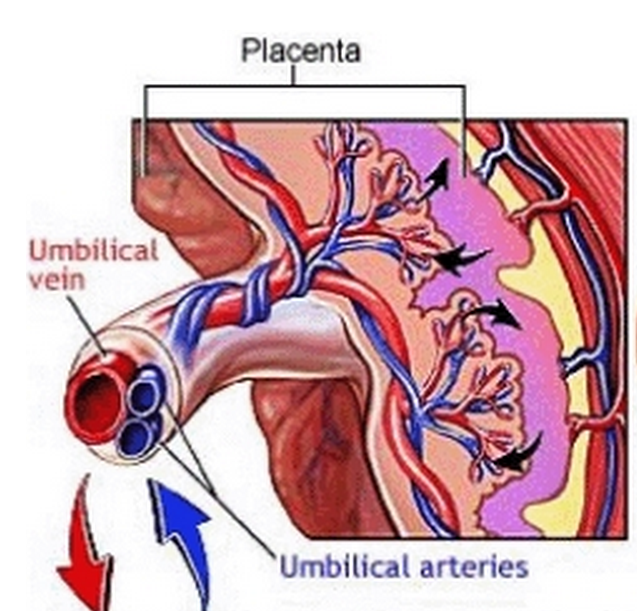 Placenta
Umbilical
vein
Umbilical arteries